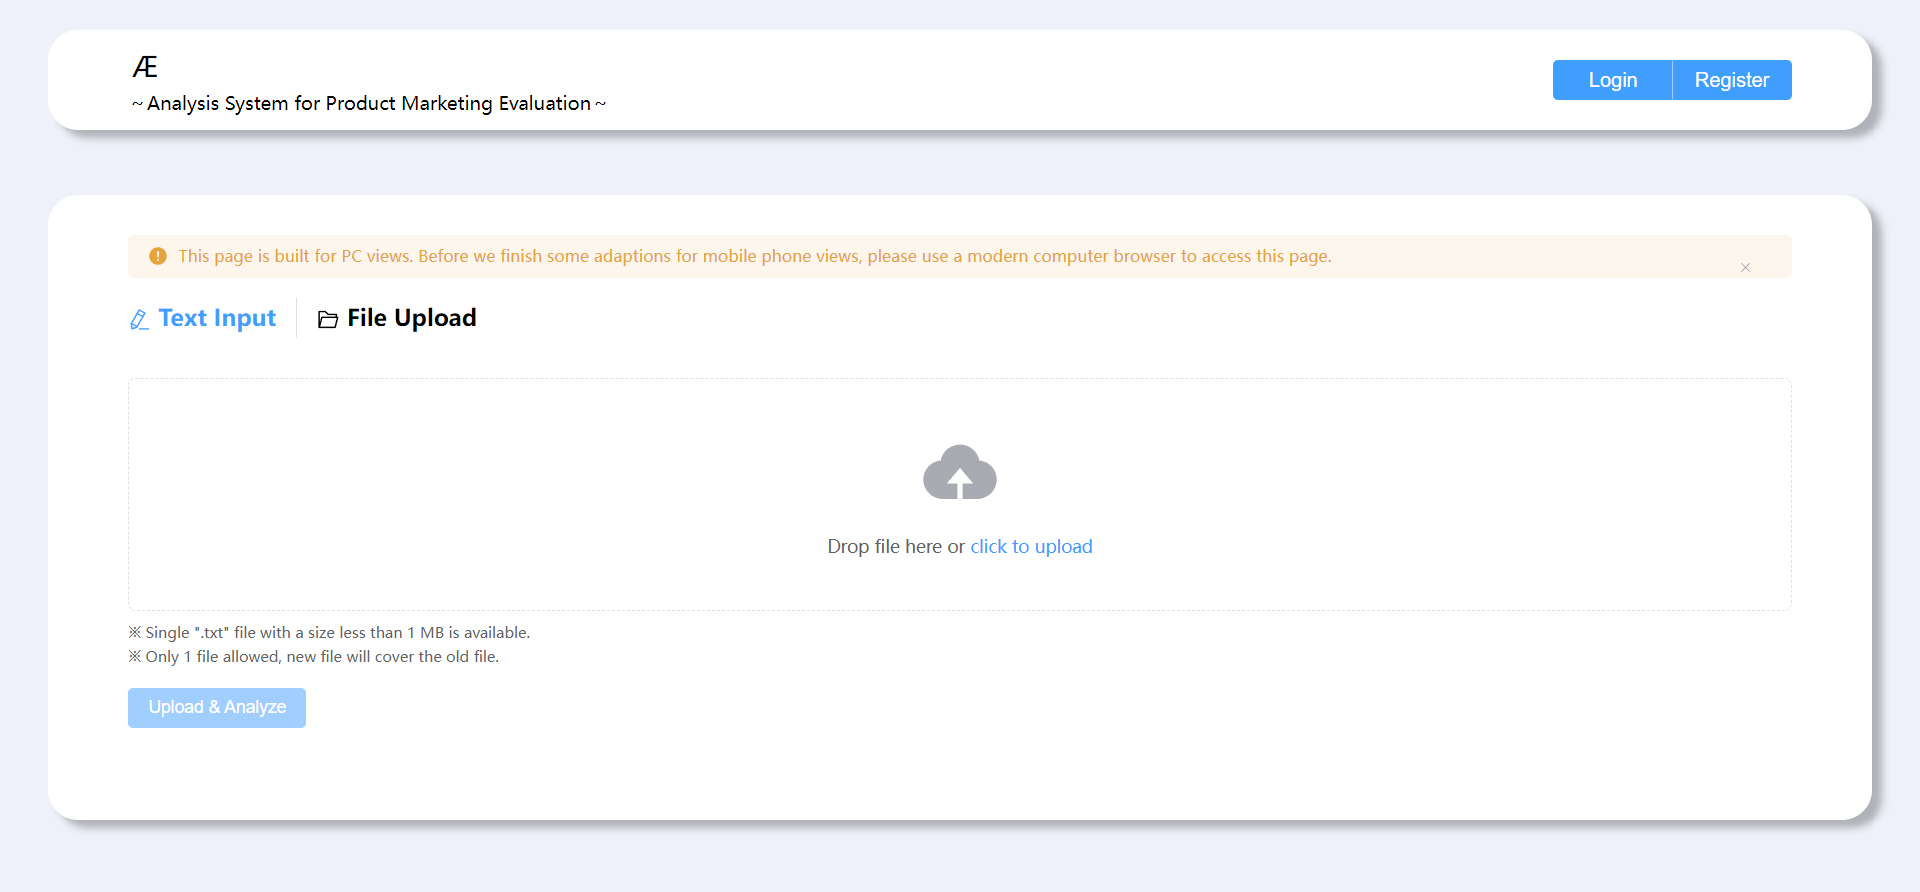 Æ
~Analysis System for Product Marketing Evaluation~
Login
Register
This page is built for PC views. Before we finish some adaptions for mobile phone views, please use a modern computer browser to access this page.
Text Input
File Upload
Drop file here or click to upload
※ Single ".txt" file with a size less than 1 MB is available.
※ Only 1 file allowed, new file will cover the old file.
Upload & Analyze